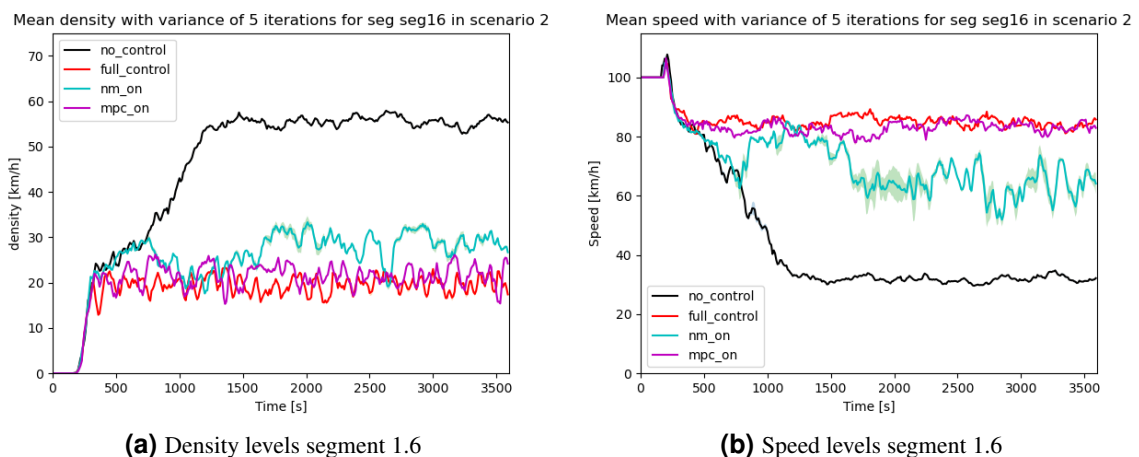 Mean density with variance of 5 iterations for seg seg16 in scenario 2
70
60
50
40
30
20
10
0
density [km/h]
no_control
full_control
nm_on
mpc_on
0 500 1000 1500 2000 2500 3000 3500
Time [s]
(a) Density levels segment 1.6
Mean speed with variance of 5 iterations for seg seg16 in scenario 2
100
80
60
40
20
0
Speed [km/h]
no_control
full_control
nm_on
mpc_on
0 500 1000 1500 2000 2500 3000 3500
Time [s]
(b) Speed levels segment 1.6